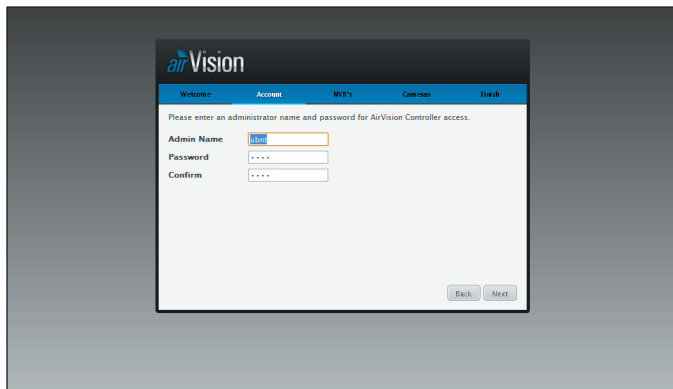 airVision
Welcome Account NVR's Cameras Finish
Please enter an administrator name and password for AirVision Controller access.
Admin Name ubnt
Password ····
Confirm ····
Back Next